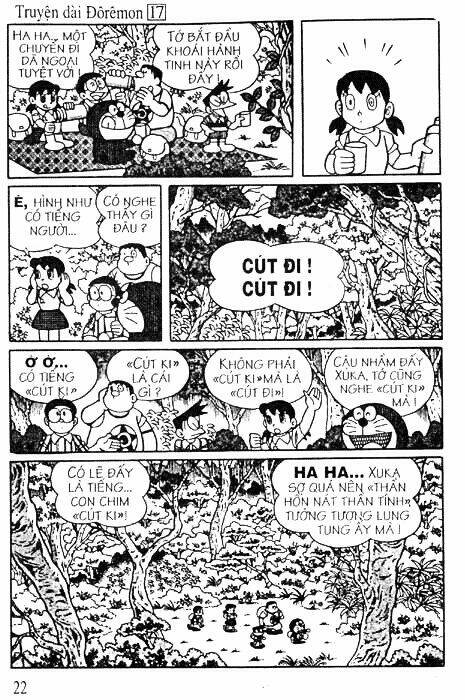 Truyện dài Đôrêmon 17
HA HA... MỘT
CHUYẾN ĐI
DÃ NGOẠI
TUYỆT VỜI !
TỚ BẮT ĐẦU
KHOÁI HÀNH
TINH NÀY RỒI
ĐẤY !
Ê, HÌNH NHƯ
CÓ TIẾNG
NGƯỜI...
CÓ NGHE
THẤY GÌ
ĐÂU ?
CÚT ĐI !
CÚT ĐI !
Ơ Ơ...
CÓ TIẾNG
«CÚT KI»
«CÚT KI»
LÀ CÁI
GÌ ?
KHÔNG PHẢI
«CÚT KI» MÀ LÀ
«CÚT ĐI»!
CẬU NHẦM ĐẤY
XUKA, TỚ CŨNG
NGHE «CÚT KI»
MÀ !
CÓ LẼ ĐẤY
LÀ TIẾNG...
CON CHIM
«CÚT KI»!
HA HA... XUKA
SỢ QUÁ NÊN «THẦN
HỒN NÁT THẦN TÍNH»,
TƯỞNG TƯỢNG LUNG
TUNG ẤY MÀ !
22